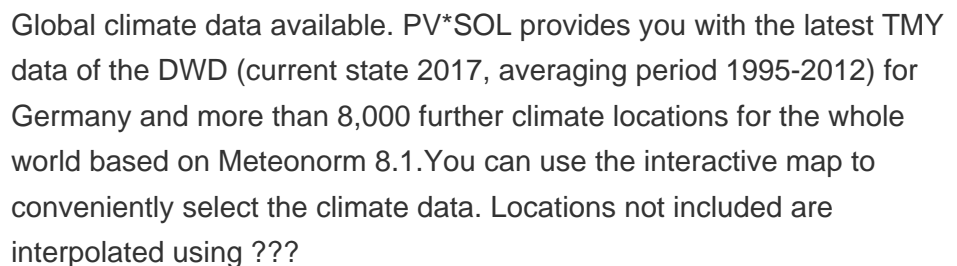 Global climate data available. PV*SOL provides you with the latest TMY
data of the DWD (current state 2017, averaging period 1995-2012) for
Germany and more than 8,000 further climate locations for the whole
world based on Meteonorm 8.1.You can use the interactive map to
conveniently select the climate data. Locations not included are
interpolated using ???